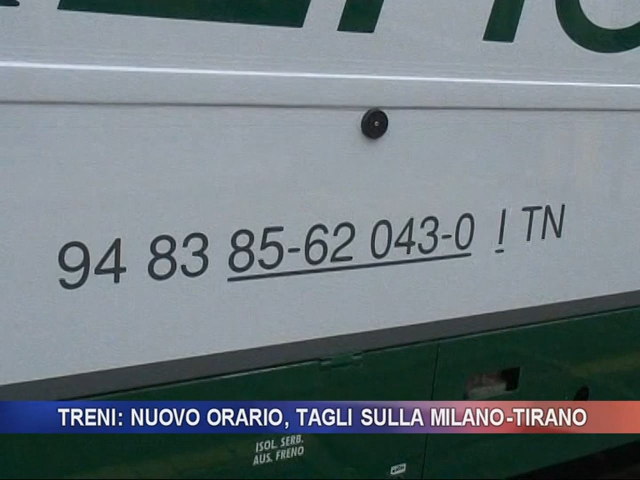 94 83 85-62 043-0 I TN
TRENI: NUOVO ORARIO, TAGLI SULLA MILANO-TIRANO
ISOL. SERB.
AUS. FRENO